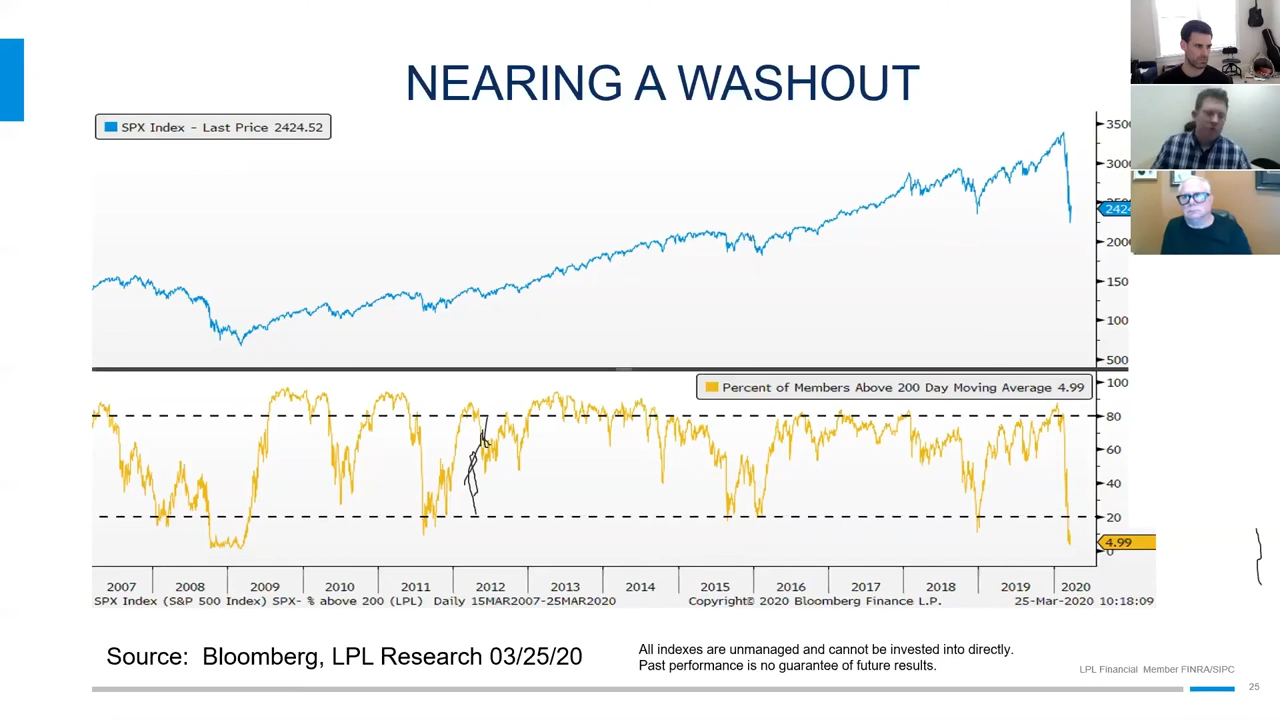 NEARING A WASHOUT
SPX Index - Last Price 2424.52
3500
3000
2500
2424
2000
1500
1000
500
Percent of Members Above 200 Day Moving Average 4.99
100
80
60
40
20
4.99
0
2007 2008 2009 2010 2011 2012 2013 2014 2015 2016 2017 2018 2019 2020
SPX Index (S&P 500 Index) SPX- % above 200 (LPL) Daily 15MAR2007-25MAR2020 Copyright© 2020 Bloomberg Finance L.P. 25-Mar-2020 10:18:09
Source: Bloomberg, LPL Research 03/25/20
All indexes are unmanaged and cannot be invested into directly.
Past performance is no guarantee of future results.
LPL Financial Member FINRA/SIPC
25